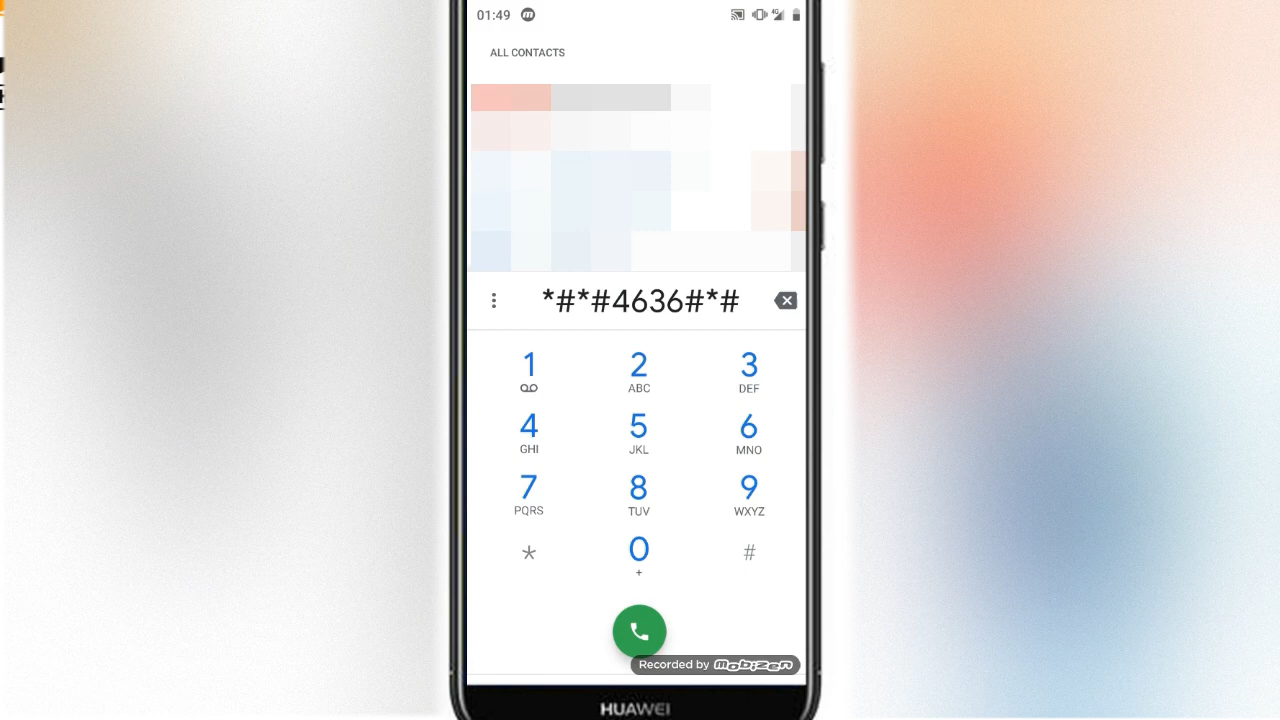 01:49
ALL CONTACTS
*#*#4636#*#
1
2
ABC
3
DEF
4
GHI
5
JKL
6
MNO
7
PQRS
8
TUV
9
WXYZ
*
0
+
#
Recorded by mobizen
HUAWEI